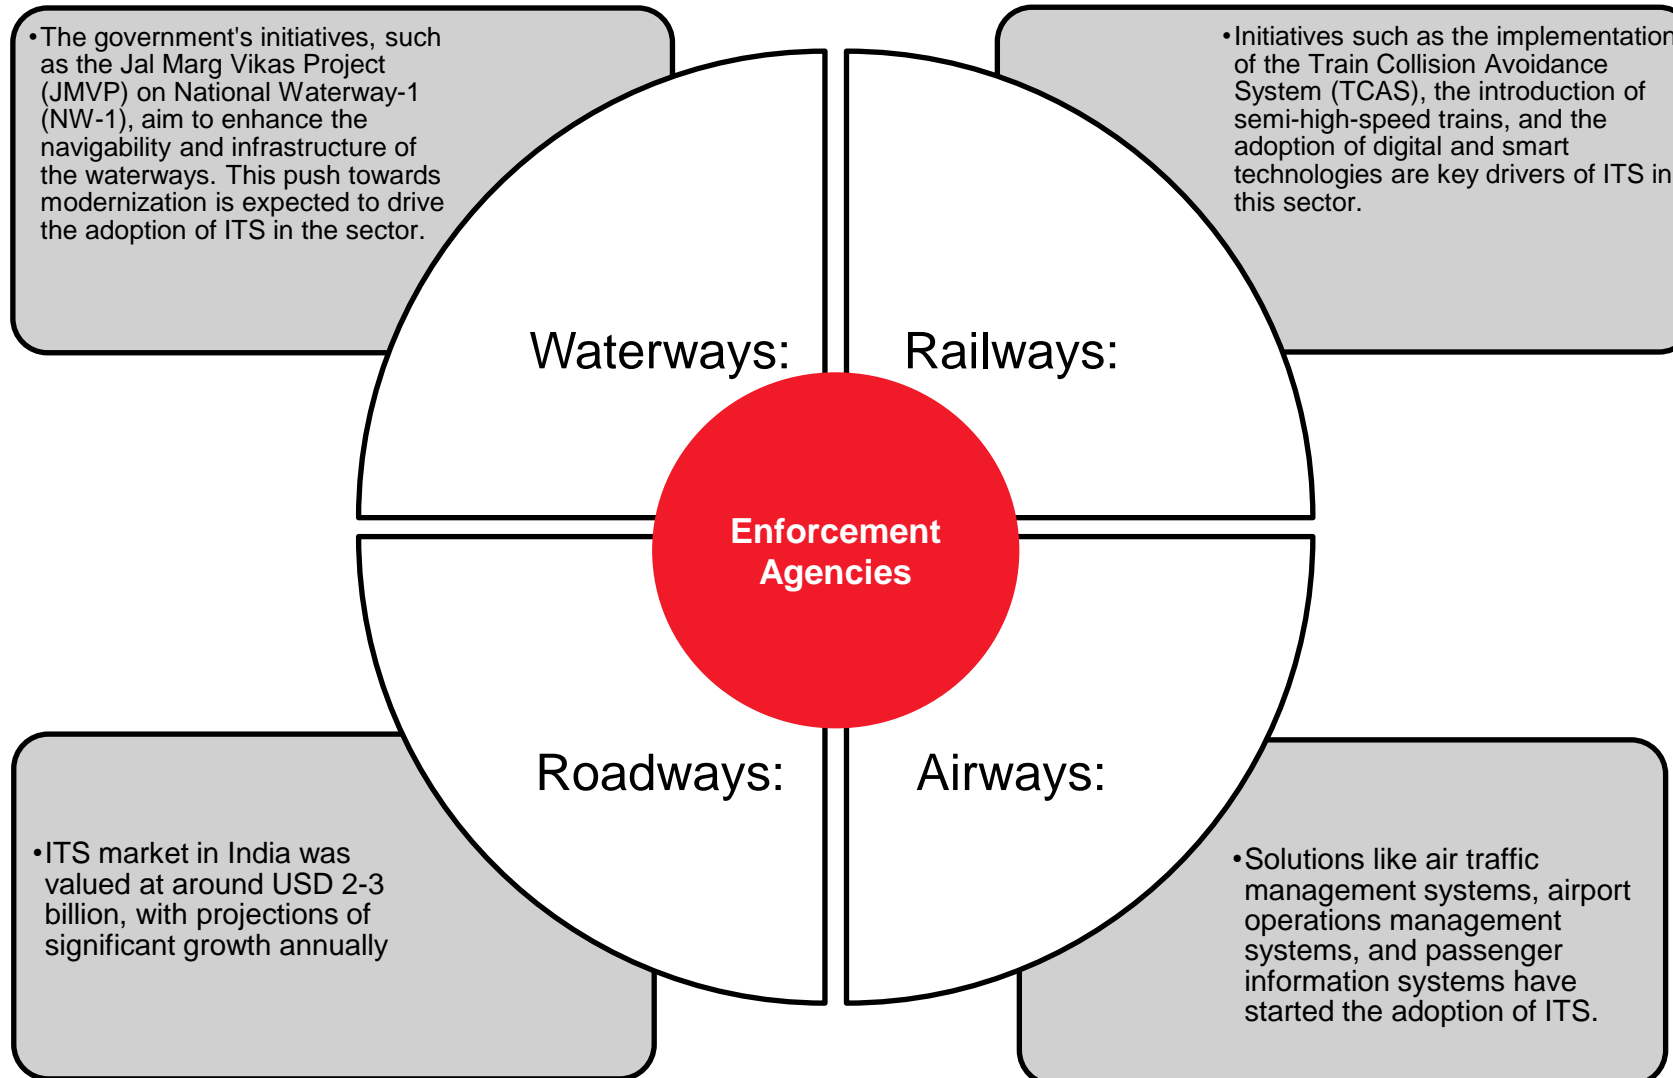 •The government's initiatives, such
as the Jal Marg Vikas Project
(JMVP) on National Waterway-1
(NW-1), aim to enhance the
navigability and infrastructure of
the waterways. This push towards
modernization is expected to drive
the adoption of ITS in the sector.
•Initiatives such as the implementation
of the Train Collision Avoidance
System (TCAS), the introduction of
semi-high-speed trains, and the
adoption of digital and smart
technologies are key drivers of ITS in
this sector.
Waterways:
Railways:
Enforcement
Agencies
Roadways:
Airways:
•ITS market in India was
valued at around USD 2-3
billion, with projections of
significant growth annually
•Solutions like air traffic
management systems, airport
operations management
systems, and passenger
information systems have
started the adoption of ITS.